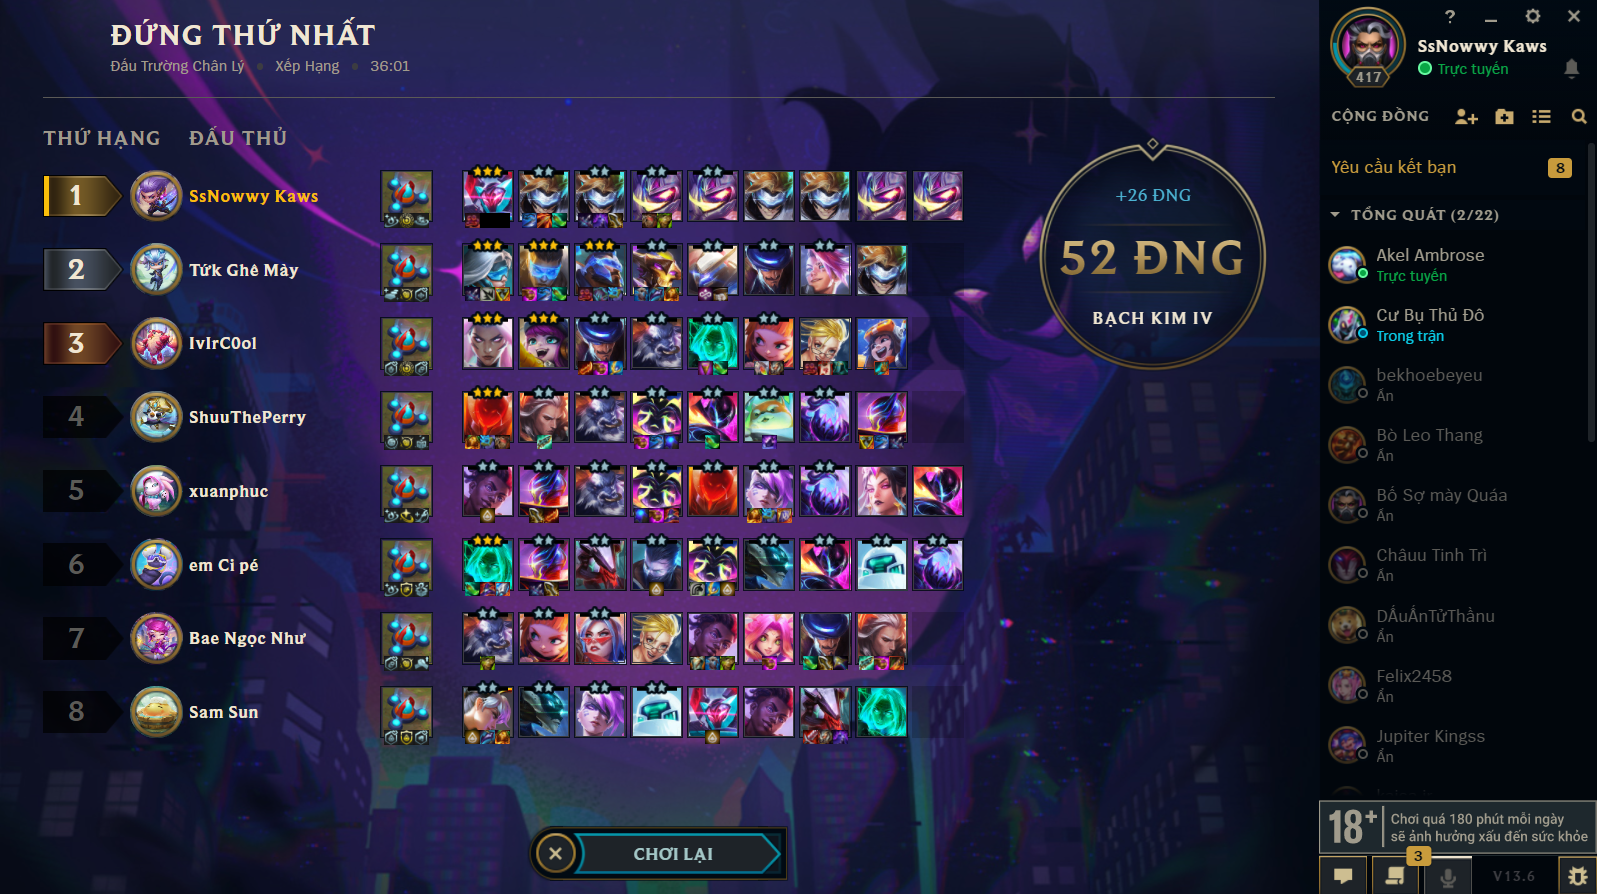 ĐỨNG THỨ NHẤT
Đấu Trường Chân Lý • Xếp Hạng • 36:01
THỨ HẠNG ĐẤU THỦ
1 SsNowwy Kaws
2 Tứk Ghê Mày
3 IvIrC0ol
4 ShuuThePerry
5 xuanphuc
6 em Ci pé
7 Bae Ngọc Như
8 Sam Sun
+26 ĐNG
52 ĐNG
BẠCH KIM IV
CHƠI LẠI
?
417
SsNowwy Kaws
Trực tuyến
CỘNG ĐỒNG
Yêu cầu kết bạn 8
TỔNG QUÁT (2/22)
Akel Ambrose
Trực tuyến
Cư Bụ Thủ Đô
Trong trận
bekhoebeyeu
Ẩn
Bò Leo Thang
Ẩn
Bố Sợ mày Quáa
Ẩn
Châuu Tinh Trì
Ẩn
DẤuẤnTửThầnu
Ẩn
Felix2458
Ẩn
Jupiter Kingss
Ẩn
18+ Chơi quá 180 phút mỗi ngày
sẽ ảnh hưởng xấu đến sức khỏe
3
V13.6